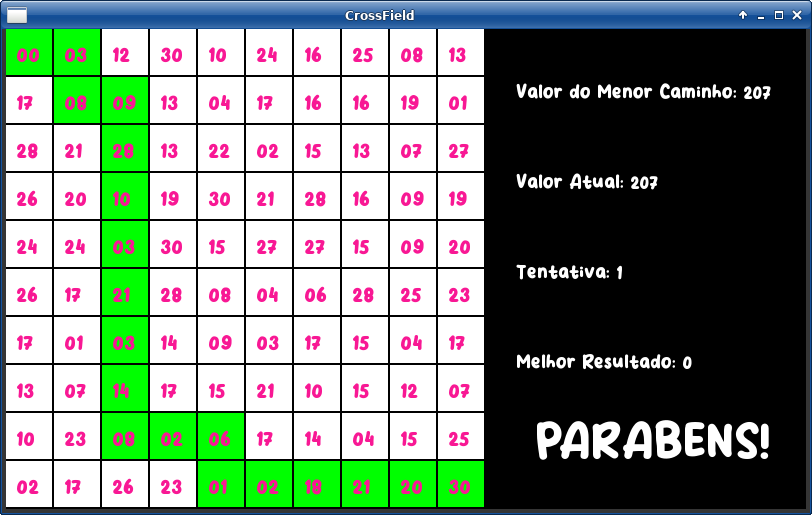 CrossField
00 03 12 30 10 24 16 25 08 13
17 08 09 13 04 17 16 16 19 01
28 21 28 13 22 02 15 13 07 27
26 20 10 19 30 21 28 16 09 19
24 24 03 30 15 27 27 15 09 20
26 17 21 28 08 04 06 28 25 23
17 01 03 14 09 03 17 15 04 17
13 07 14 17 15 21 10 15 12 07
10 23 08 02 06 17 14 04 15 25
02 17 26 23 01 02 18 21 20 30
Valor do Menor Caminho: 207
Valor Atual: 207
Tentativa: 1
Melhor Resultado: 0
PARABENS!